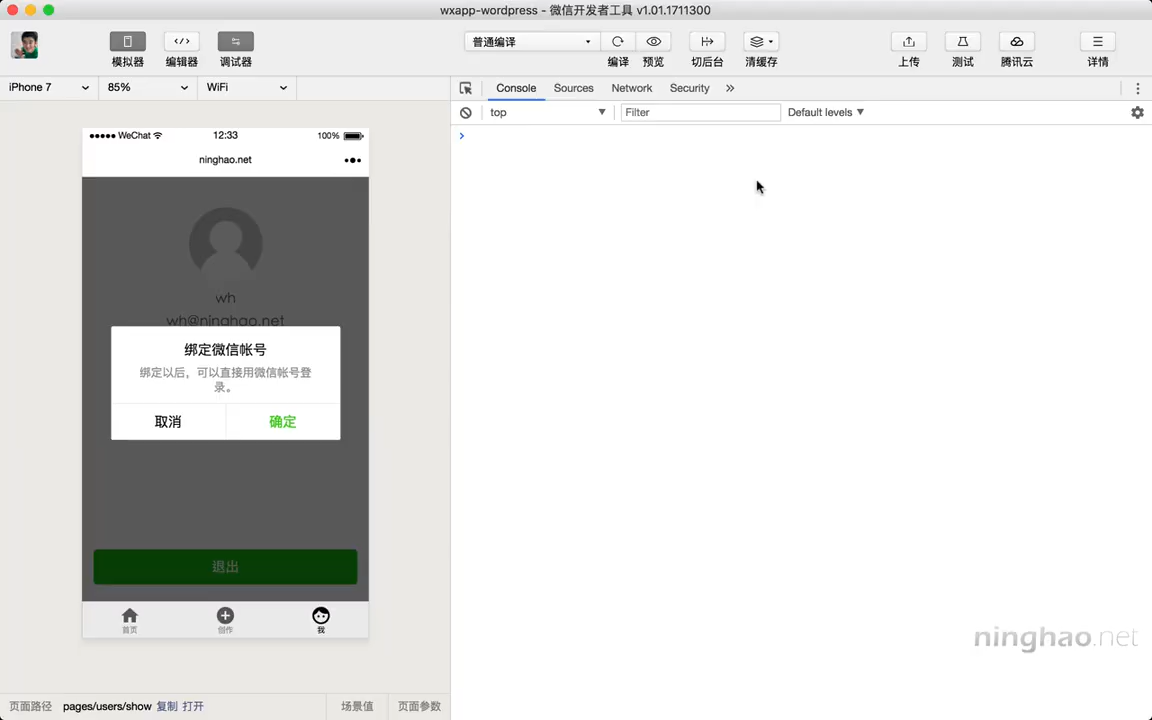 wxapp-wordpress - 微信开发者工具 v1.01.1711300
模拟器 编辑器 调试器
普通编译
编译 预览 切后台 清缓存
上传 测试 腾讯云 详情
iPhone 7 85% WiFi
Console Sources Network Security »
top Filter Default levels
WeChat 12:33 100%
ninghao.net
wh
wh@ninghao.net
绑定微信帐号
绑定以后，可以直接用微信帐号登
录。
取消 确定
退出
首页 创作 我
ninghao.net
页面路径 pages/users/show 复制 打开 场景值 页面参数